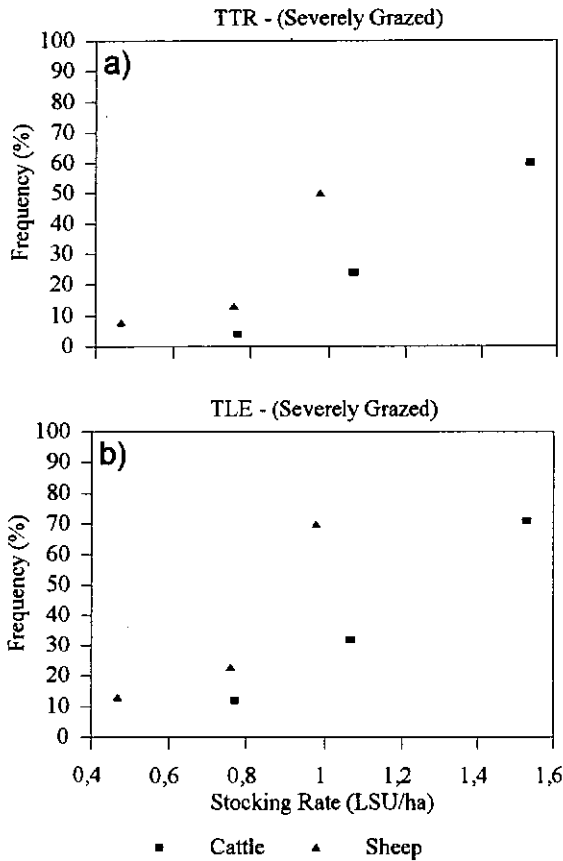 TTR - (Severely Grazed)
a)
100
90
80
70
60
50
40
30
20
10
0
Frequency (%)
TLE - (Severely Grazed)
b)
100
90
80
70
60
50
40
30
20
10
0
Frequency (%)
0,4 0,6 0,8 1 1,2 1,4 1,6
Stocking Rate (LSU/ha)
Cattle Sheep